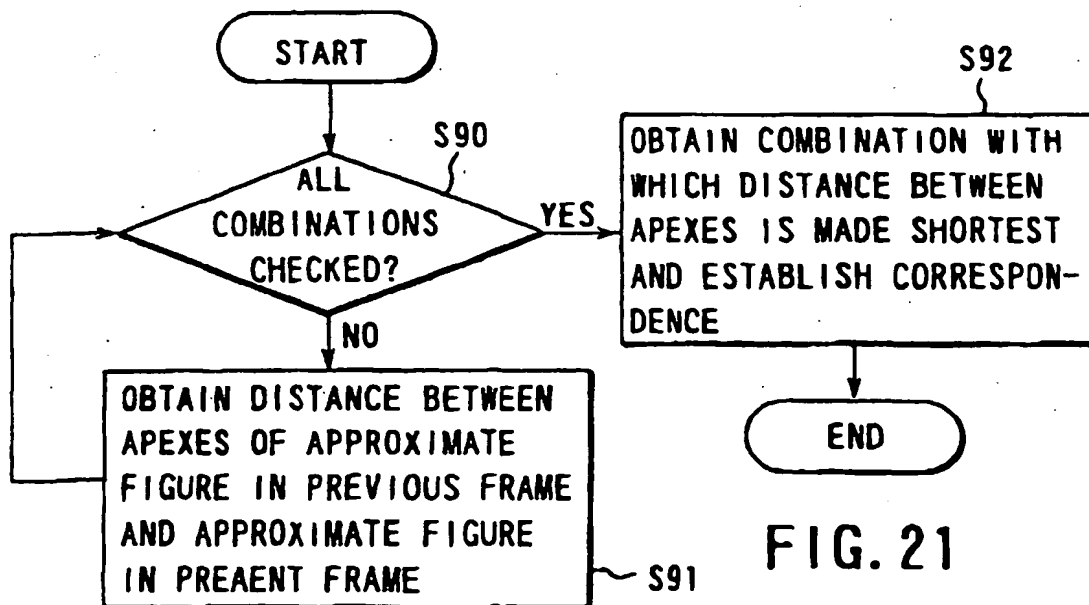 START
S90
ALL
COMBINATIONS
CHECKED?
YES
NO
OBTAIN DISTANCE BETWEEN
APEXES OF APPROXIMATE
FIGURE IN PREVIOUS FRAME
AND APPROXIMATE FIGURE
IN PREAENT FRAME
S91
S92
OBTAIN COMBINATION WITH
WHICH DISTANCE BETWEEN
APEXES IS MADE SHORTEST
AND ESTABLISH CORRESPON-
DENCE
END
FIG. 21